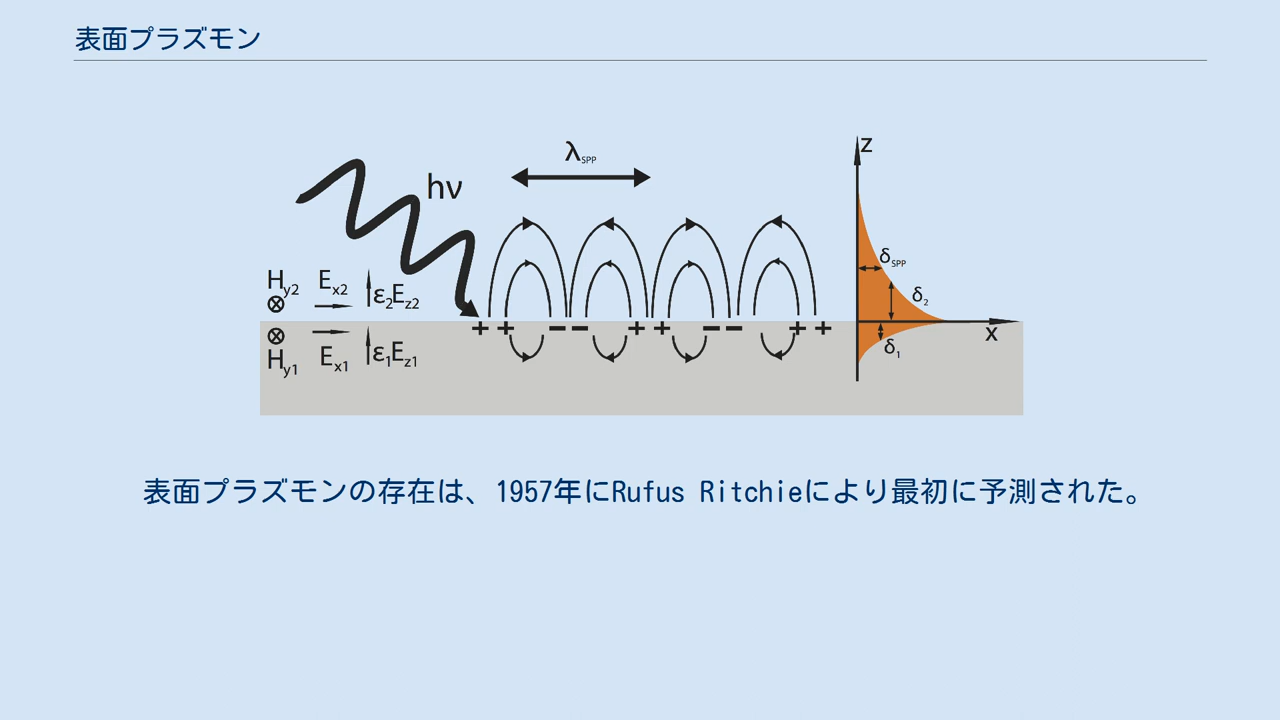 表面プラズモン
λSPP
hν
z
δSPP
Hy2 Ex2 ε2Ez2
δ2
+ + − − + + − − + +
x
Hy1 Ex1 ε1Ez1
δ1
表面プラズモンの存在は、1957年にRufus Ritchieにより最初に予測された。